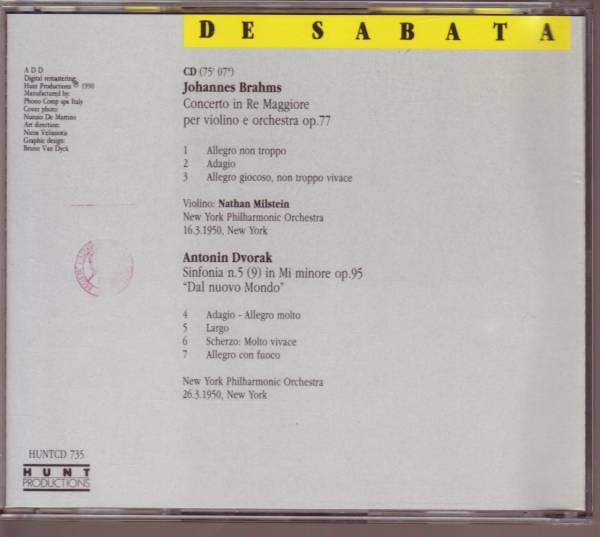 DE SABATA
A D D
Digital remastering
Hunt Productions ℗ 1990
Manufactured by:
Phono Comp spa Italy
Cover photo:
Nunzio De Martino
Art direction:
Nicos Velissiotis
Graphic design:
Bruno Van Dyck
CD (75' 07")
Johannes Brahms
Concerto in Re Maggiore
per violino e orchestra op.77
1 Allegro non troppo
2 Adagio
3 Allegro giocoso, non troppo vivace
Violino: Nathan Milstein
New York Philharmonic Orchestra
16.3.1950, New York
Antonin Dvorak
Sinfonia n.5 (9) in Mi minore op.95
"Dal nuovo Mondo"
4 Adagio - Allegro molto
5 Largo
6 Scherzo: Molto vivace
7 Allegro con fuoco
New York Philharmonic Orchestra
26.3.1950, New York
HUNTCD 735
HUNT
PRODUCTIONS